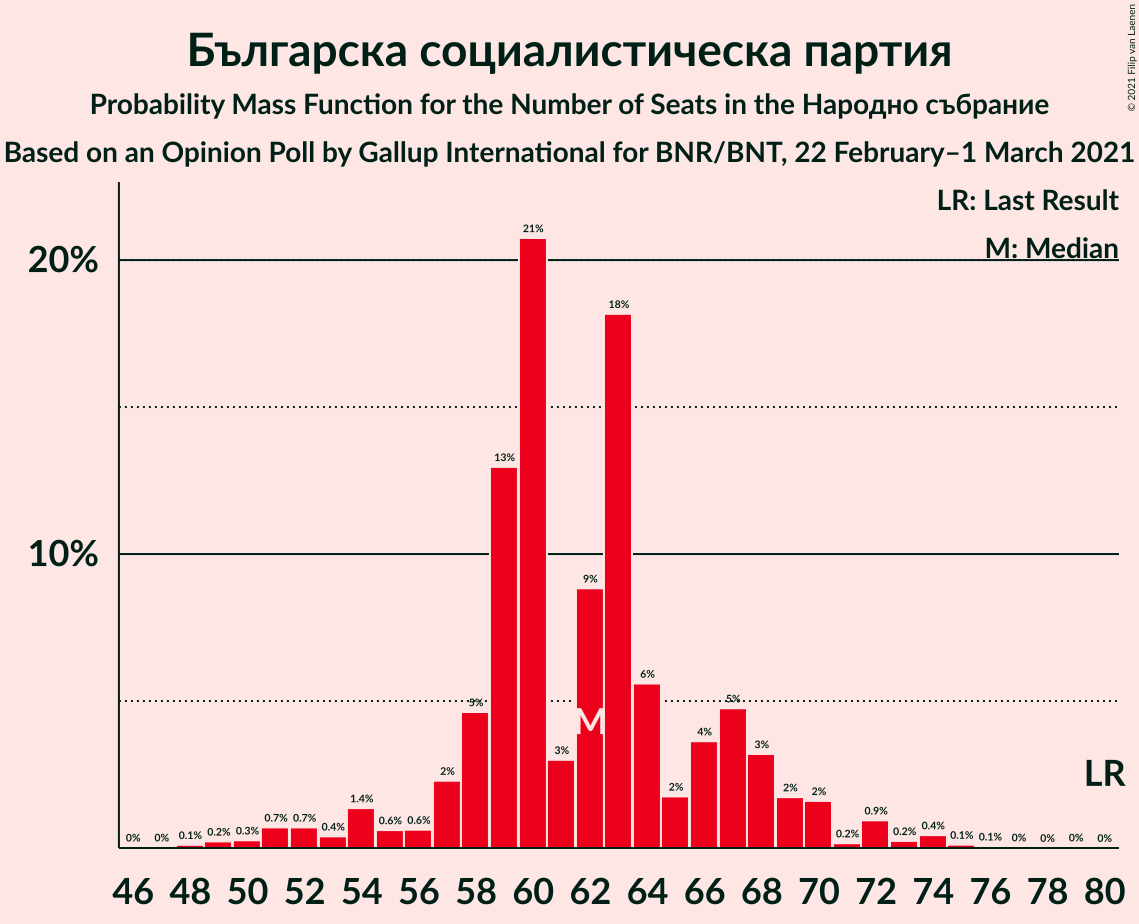 Българска социалистическа партия
Probability Mass Function for the Number of Seats in the Народно събрание
Based on an Opinion Poll by Gallup International for BNR/BNT, 22 February–1 March 2021
© 2021 Filip van Laenen
LR: Last Result
M: Median
20%
10%
0% 0% 0.1% 0.2% 0.3% 0.7% 0.7% 0.4% 1.4% 0.6% 0.6% 2% 5% 13% 21% 3% 9% 18% 6% 2% 4% 5% 3% 2% 2% 0.2% 0.9% 0.2% 0.4% 0.1% 0.1% 0% 0% 0% 0%
M
LR
46 48 50 52 54 56 58 60 62 64 66 68 70 72 74 76 78 80